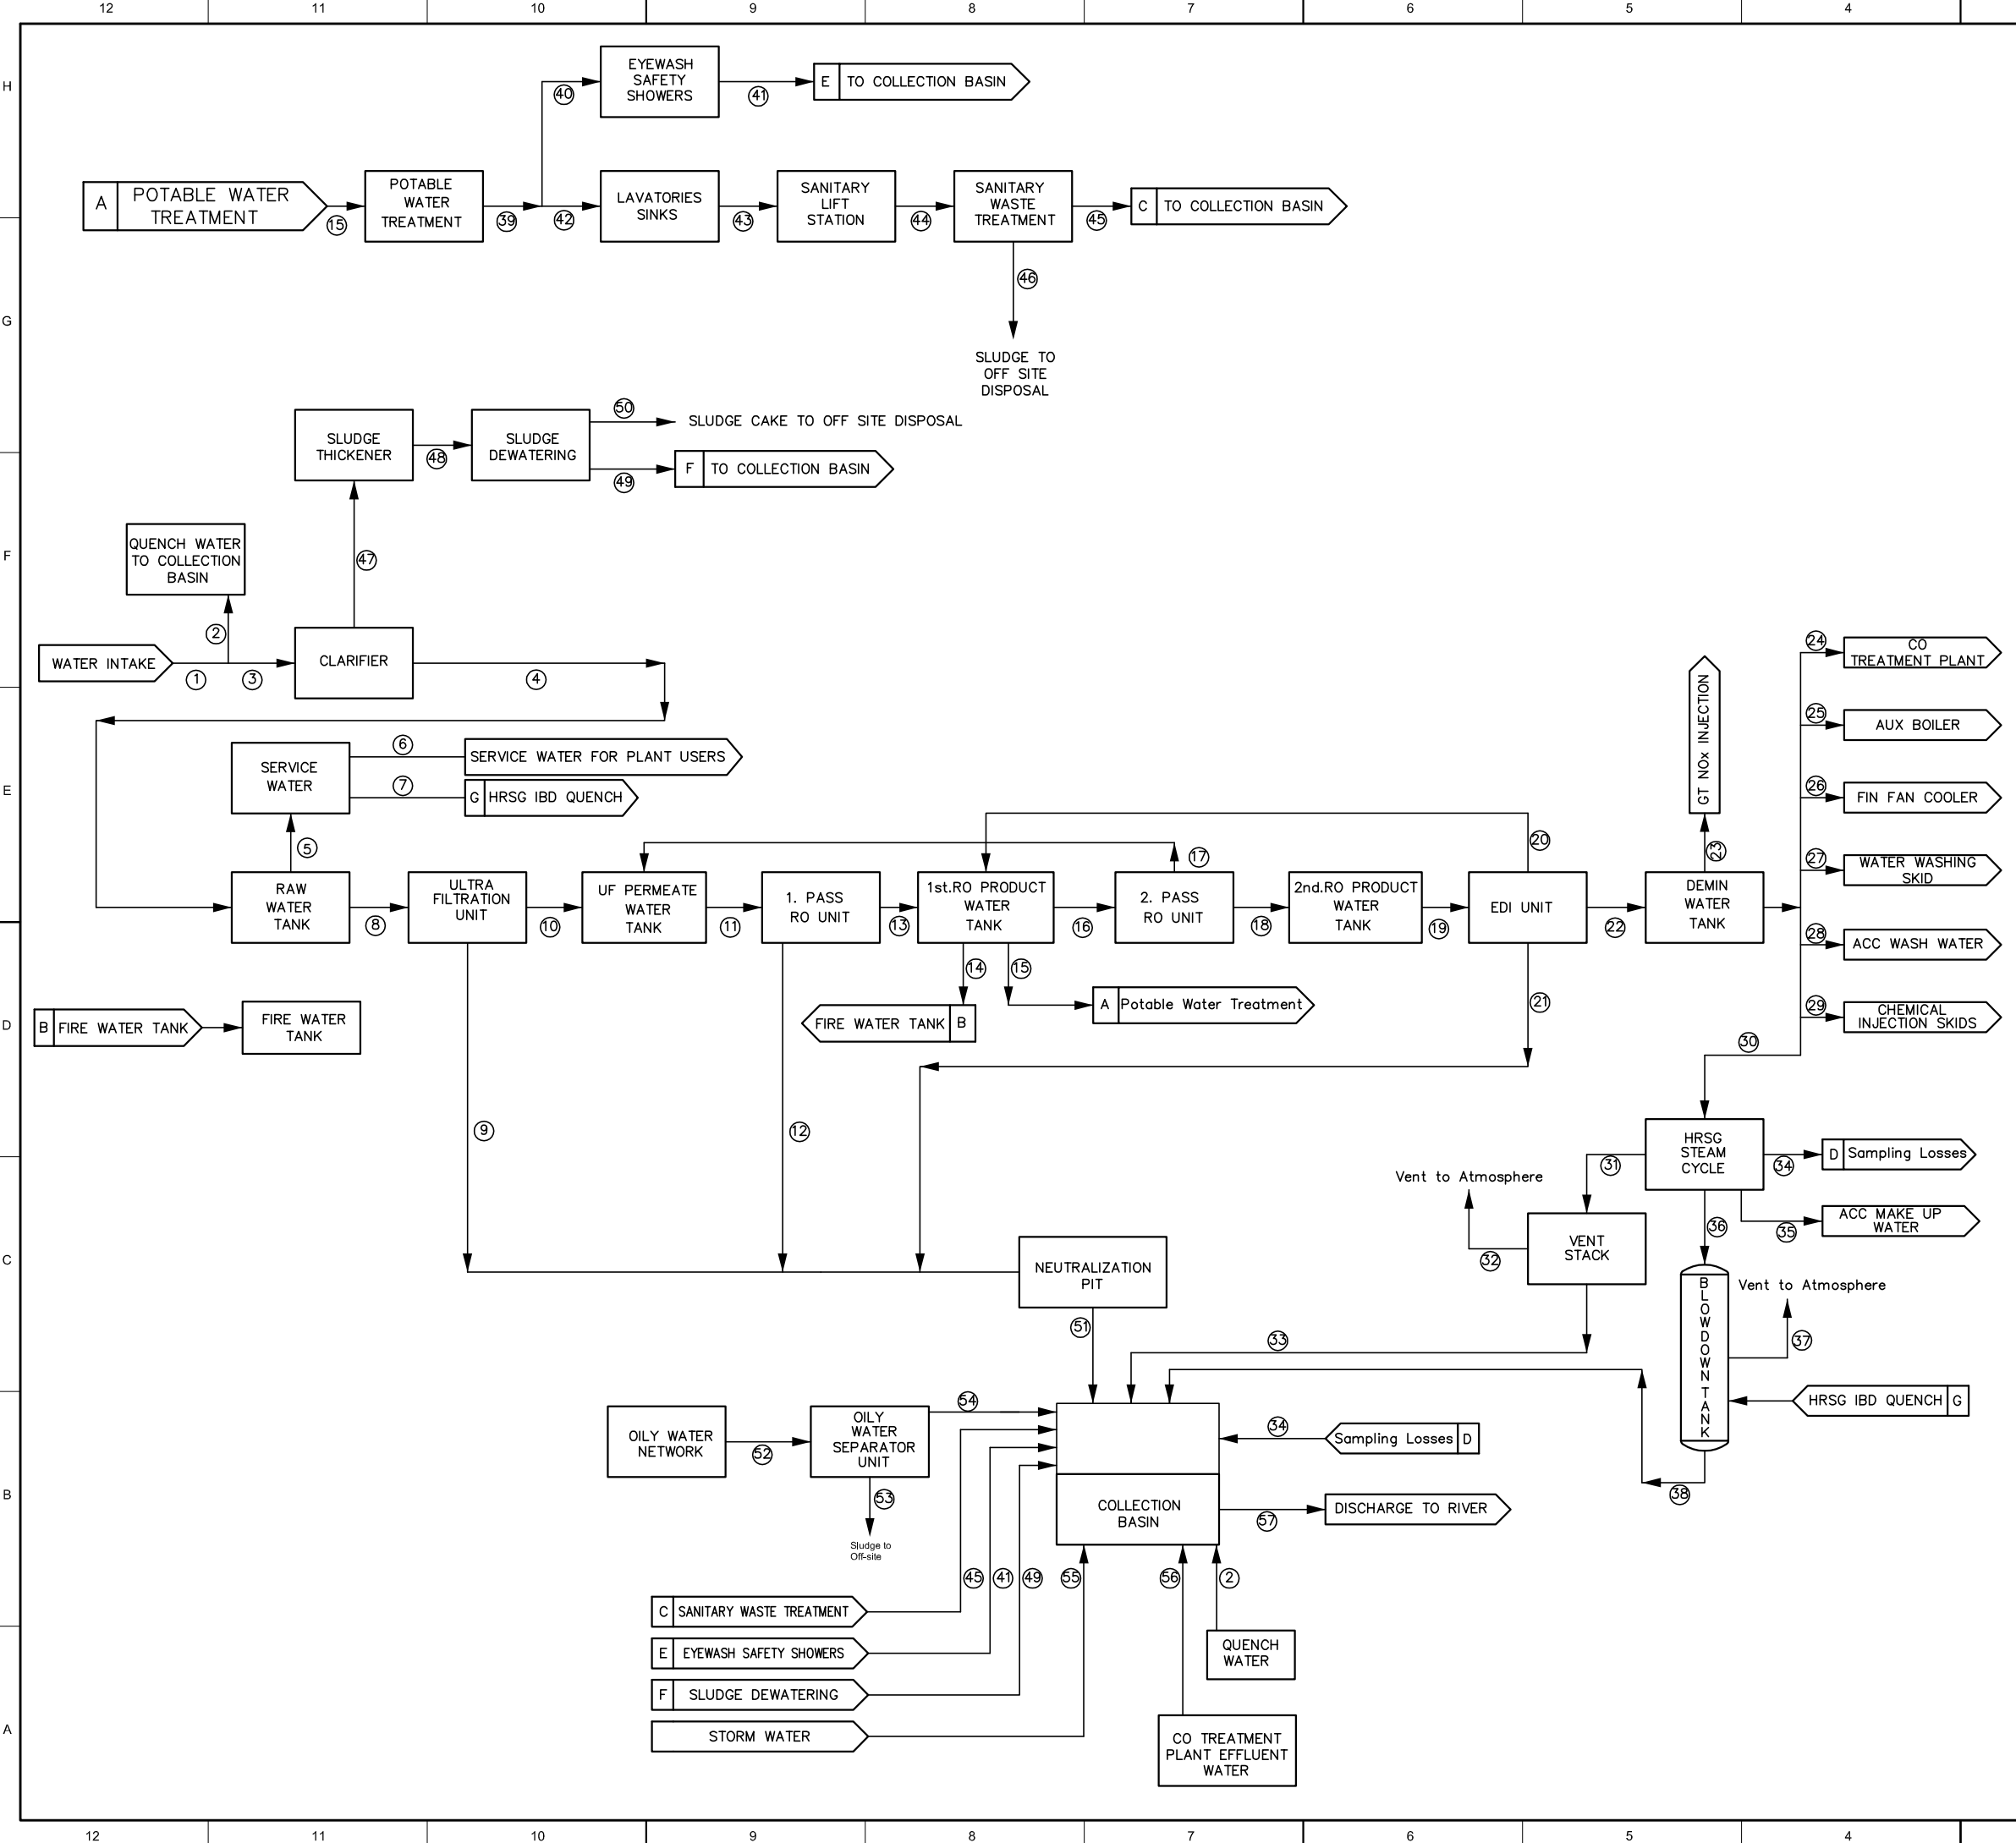 12 11 10 9 8 7 6 5 4
H
EYEWASH
SAFETY
SHOWERS
40
41
E TO COLLECTION BASIN
A POTABLE WATER
TREATMENT
15
POTABLE
WATER
TREATMENT
39
42
LAVATORIES
SINKS
43
SANITARY
LIFT
STATION
44
SANITARY
WASTE
TREATMENT
45
C TO COLLECTION BASIN
46
G
SLUDGE TO
OFF SITE
DISPOSAL
SLUDGE
THICKENER
48
SLUDGE
DEWATERING
50
SLUDGE CAKE TO OFF SITE DISPOSAL
49
F TO COLLECTION BASIN
F
QUENCH WATER
TO COLLECTION
BASIN
47
2
WATER INTAKE
1
3
CLARIFIER
4
24
CO
TREATMENT PLANT
25
AUX BOILER
GT NOx INJECTION
E
SERVICE
WATER
6
SERVICE WATER FOR PLANT USERS
7
G HRSG IBD QUENCH
26
FIN FAN COOLER
5
17
20
23
27
WATER WASHING
SKID
RAW
WATER
TANK
8
ULTRA
FILTRATION
UNIT
10
UF PERMEATE
WATER
TANK
11
1. PASS
RO UNIT
13
1st.RO PRODUCT
WATER
TANK
16
2. PASS
RO UNIT
18
2nd.RO PRODUCT
WATER
TANK
19
EDI UNIT
22
DEMIN
WATER
TANK
28
ACC WASH WATER
14
15
21
D
B FIRE WATER TANK
FIRE WATER
TANK
FIRE WATER TANK B
A Potable Water Treatment
29
CHEMICAL
INJECTION SKIDS
30
9
12
HRSG
STEAM
CYCLE
31
34
D Sampling Losses
Vent to Atmosphere
36
35
ACC MAKE UP
WATER
C
32
VENT
STACK
NEUTRALIZATION
PIT
Vent to Atmosphere
51
33
37
BLOWDOWN TANK
HRSG IBD QUENCH G
54
OILY WATER
NETWORK
52
OILY
WATER
SEPARATOR
UNIT
34
Sampling Losses D
B
53
38
COLLECTION
BASIN
57
DISCHARGE TO RIVER
Sludge to
Off-site
45
41
49
55
56
2
C SANITARY WASTE TREATMENT
E EYEWASH SAFETY SHOWERS
QUENCH
WATER
F SLUDGE DEWATERING
A
STORM WATER
CO TREATMENT
PLANT EFFLUENT
WATER
12 11 10 9 8 7 6 5 4